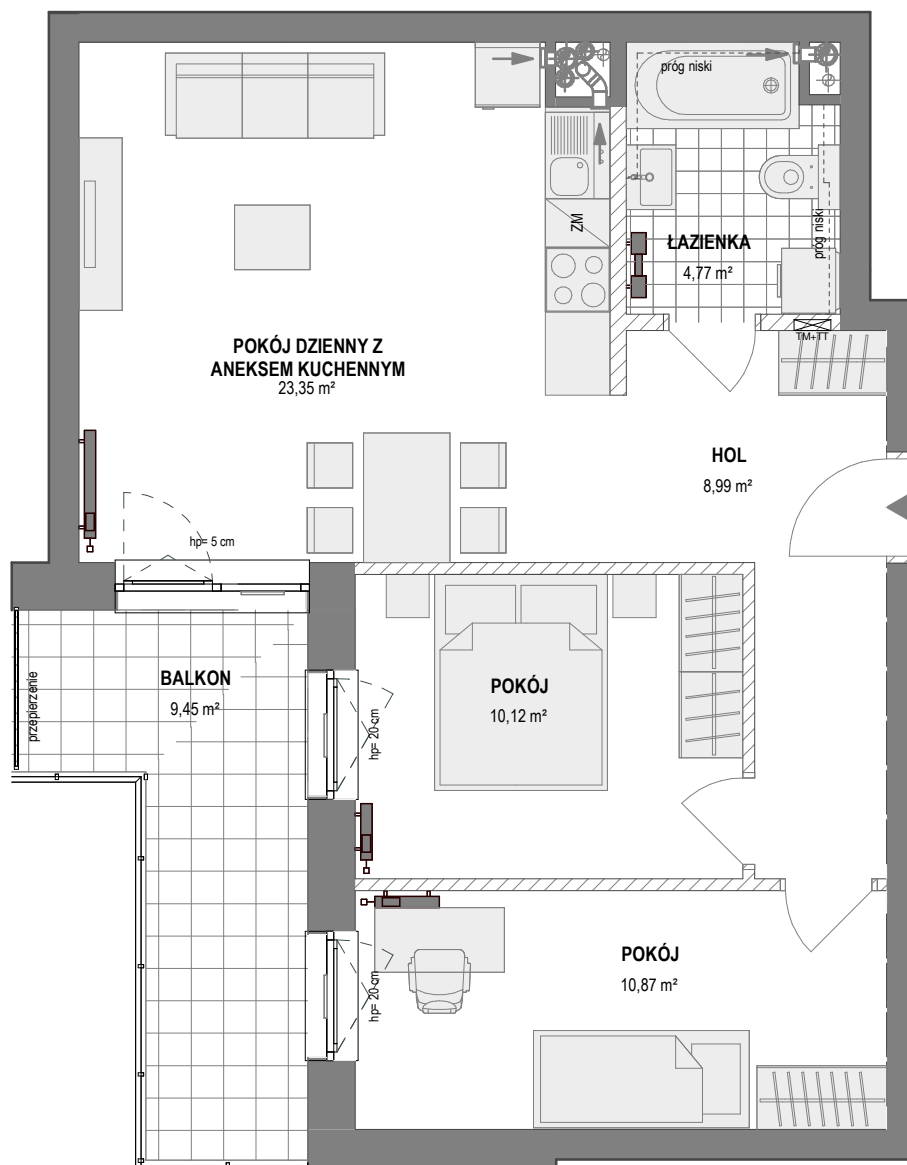 próg niski
ZM
ŁAZIENKA
4,77 m²
próg niski
TM+TT
POKÓJ DZIENNY Z
ANEKSEM KUCHENNYM
23,35 m²
HOL
8,99 m²
hp= 5 cm
BALKON
9,45 m²
przepierzenie
POKÓJ
10,12 m²
hp= 20 cm
POKÓJ
10,87 m²
hp= 20 cm